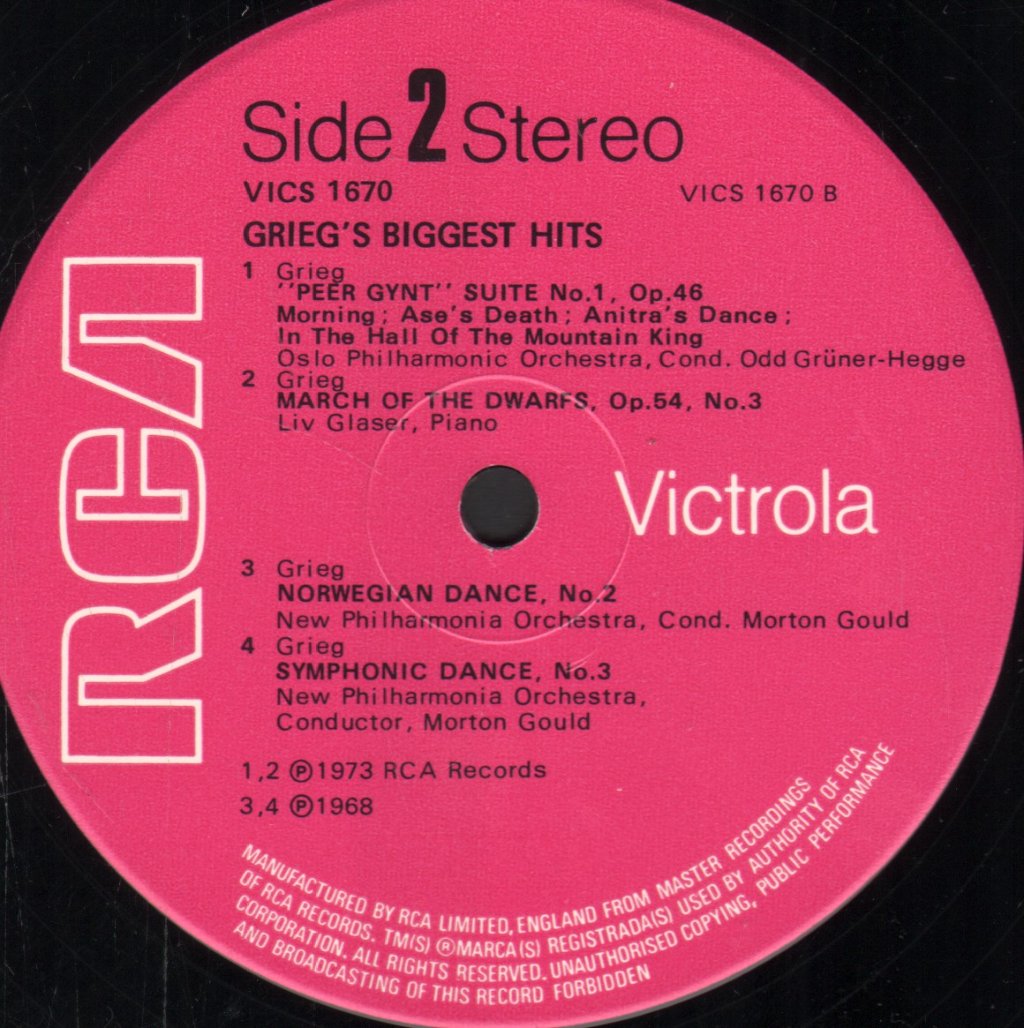 Side 2 Stereo
VICS 1670
VICS 1670 B
GRIEG'S BIGGEST HITS
1 Grieg
''PEER GYNT'' SUITE No.1, Op.46
Morning; Ase's Death; Anitra's Dance;
In The Hall Of The Mountain King
Oslo Philharmonic Orchestra, Cond. Odd Grüner-Hegge
2 Grieg
MARCH OF THE DWARFS, Op.54, No.3
Liv Glaser, Piano
RCA
Victrola
3 Grieg
NORWEGIAN DANCE, No.2
New Philharmonia Orchestra, Cond. Morton Gould
4 Grieg
SYMPHONIC DANCE, No.3
New Philharmonia Orchestra,
Conductor, Morton Gould
1,2 ℗1973 RCA Records
3,4 ℗1968
MANUFACTURED BY RCA LIMITED, ENGLAND FROM MASTER RECORDINGS
OF RCA RECORDS. TM(S) ®MARCA(S) REGISTRADA(S) USED BY AUTHORITY OF RCA
CORPORATION. ALL RIGHTS RESERVED. UNAUTHORISED COPYING, PUBLIC PERFORMANCE
AND BROADCASTING OF THIS RECORD FORBIDDEN